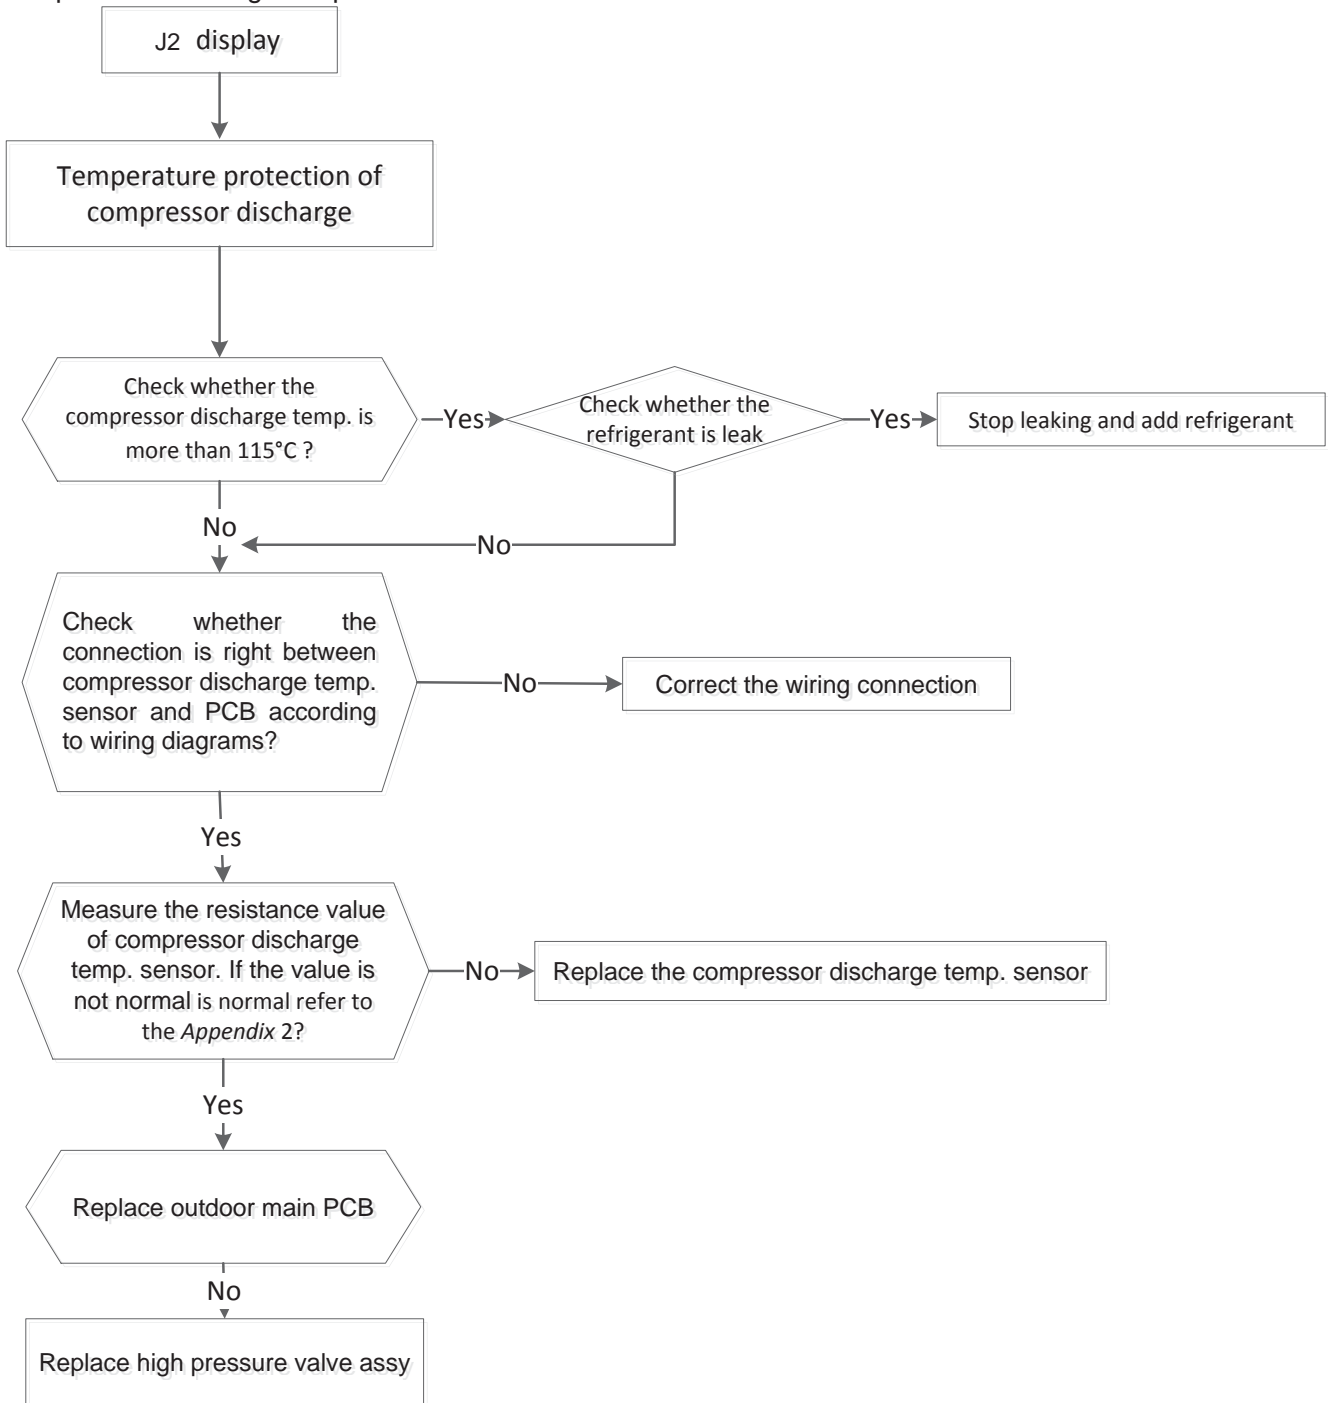 J2 display
Temperature protection of
compressor discharge
Check whether the
compressor discharge temp. is
more than 115°C ?
Yes
Check whether the
refrigerant is leak
Yes
Stop leaking and add refrigerant
No
No
Check whether the
connection is right between
compressor discharge temp.
sensor and PCB according
to wiring diagrams?
No
Correct the wiring connection
Yes
Measure the resistance value
of compressor discharge
temp. sensor. If the value is
not normal is normal refer to
the Appendix 2?
No
Replace the compressor discharge temp. sensor
Yes
Replace outdoor main PCB
No
Replace high pressure valve assy